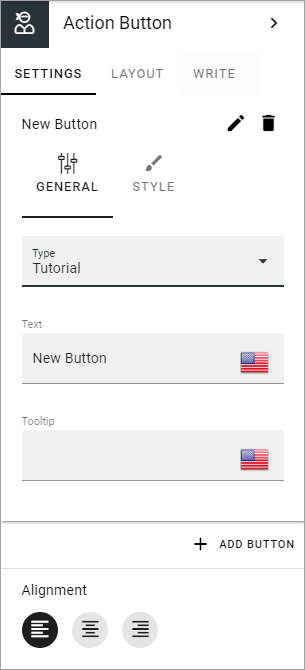 Action Button
SETTINGS LAYOUT WRITE
New Button
GENERAL STYLE
Type
Tutorial
Text
New Button
Tooltip
ADD BUTTON
Alignment